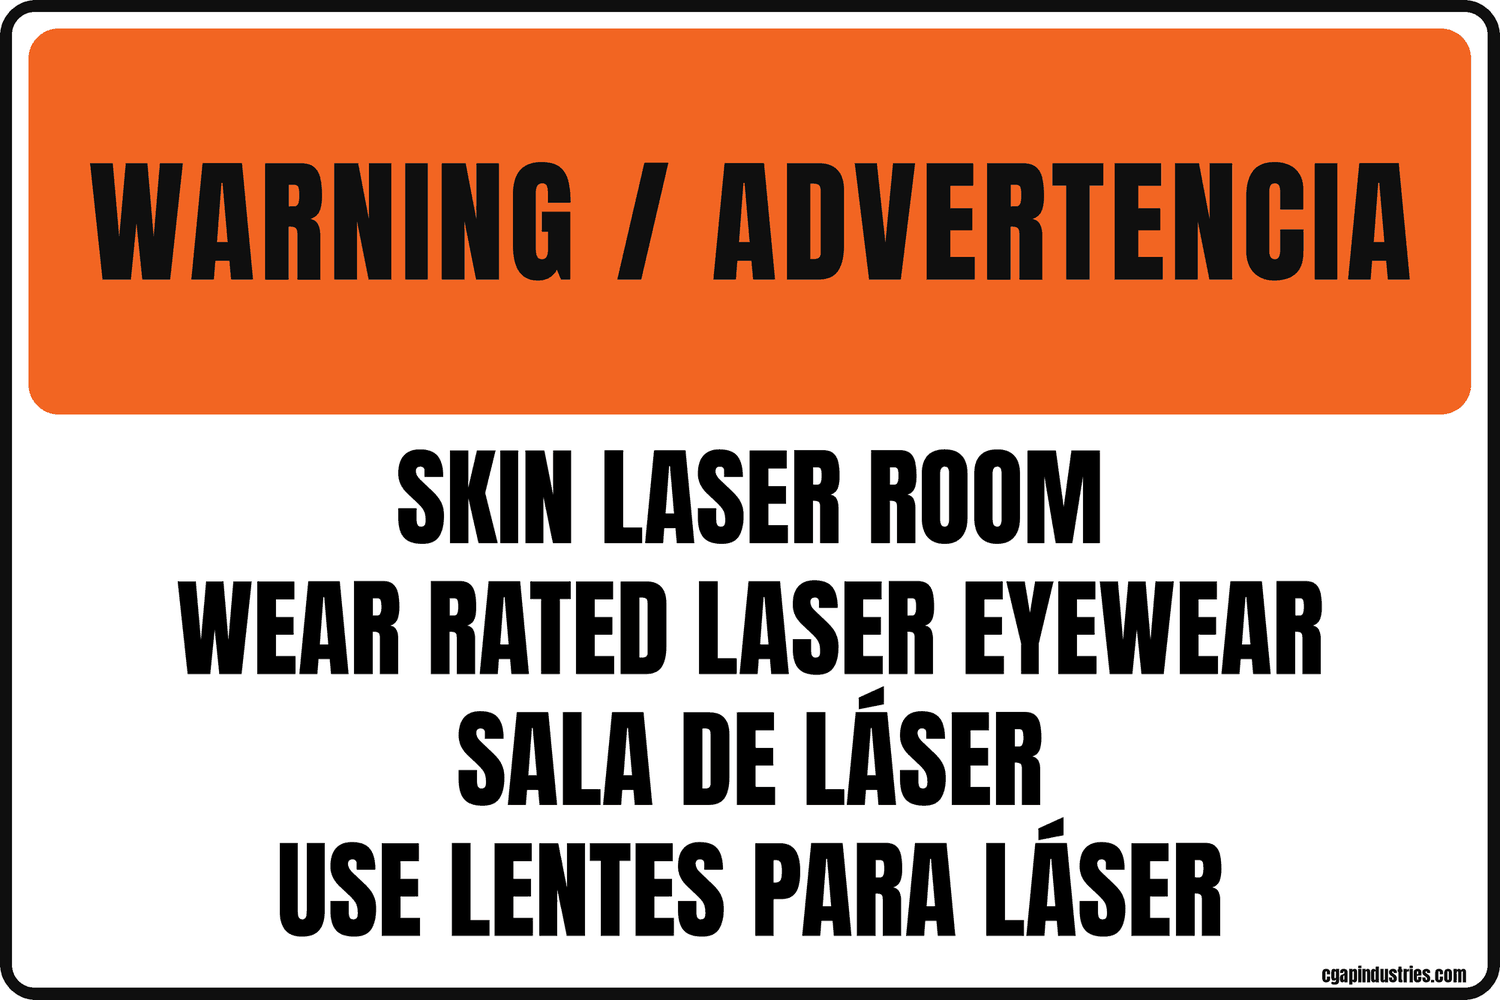 WARNING / ADVERTENCIA
SKIN LASER ROOM
WEAR RATED LASER EYEWEAR
SALA DE LÁSER
USE LENTES PARA LÁSER
cgapindustries.com